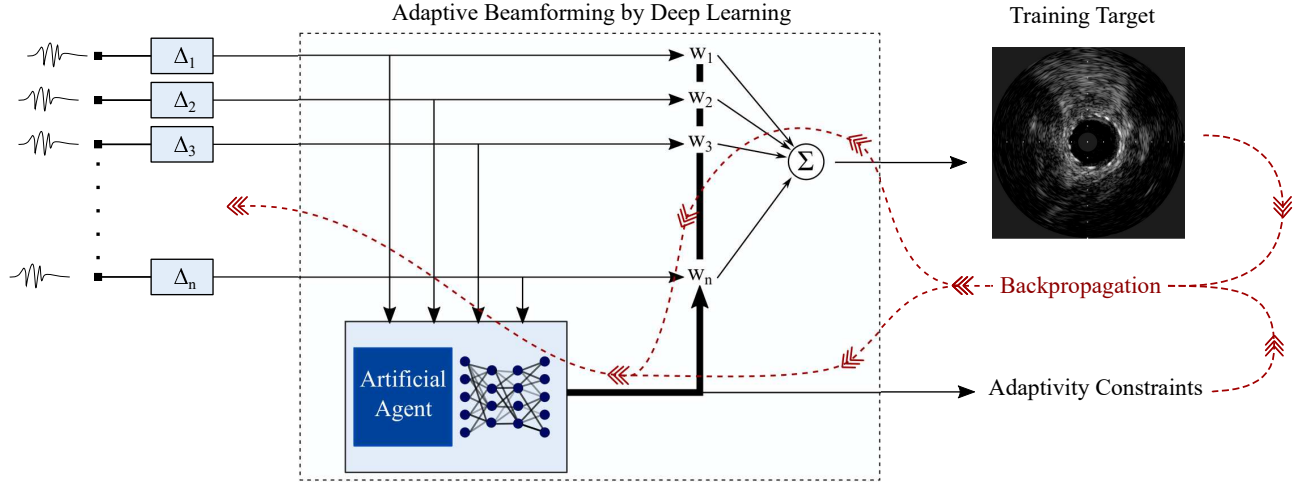 Adaptive Beamforming by Deep Learning
Training Target
Δ₁
w₁
Δ₂
w₂
Δ₃
w₃
Σ
Δₙ
wₙ
Backpropagation
Artificial
Agent
Adaptivity Constraints